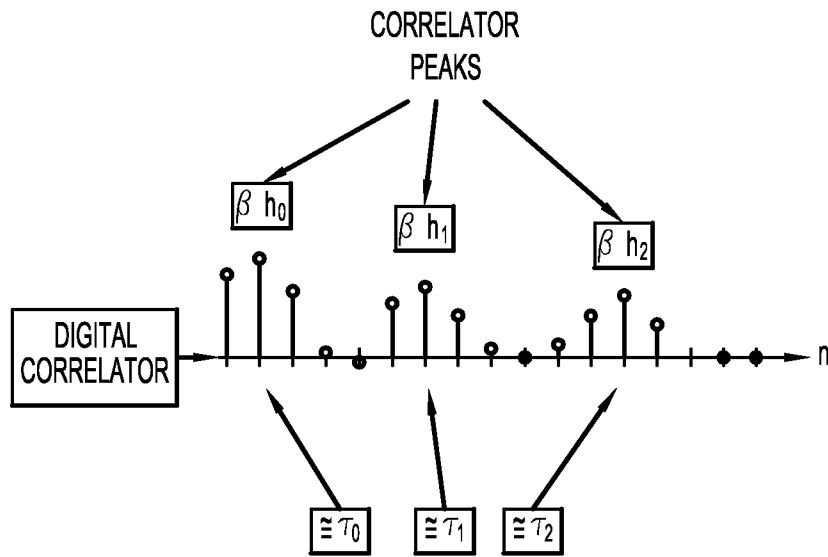 CORRELATOR
PEAKS
β h₀
β h₁
β h₂
DIGITAL
CORRELATOR
n
≅ τ₀
≅ τ₁
≅ τ₂